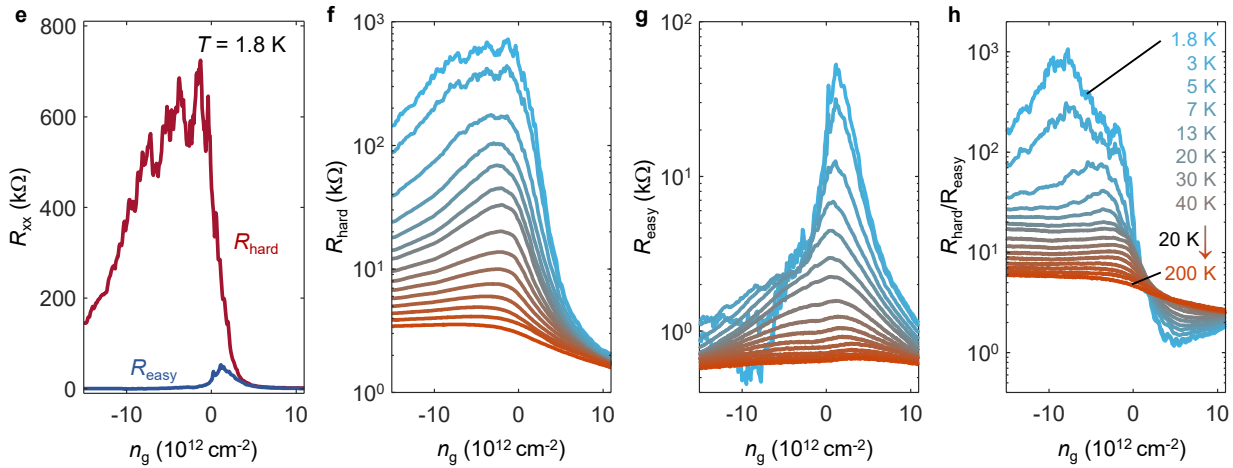 e
800
600
400
200
0
R_xx (kΩ)
T = 1.8 K
R_hard
R_easy
-10
0
10
n_g (10^12 cm^-2)
f
10^3
10^2
10^1
10^0
R_hard (kΩ)
-10
0
10
n_g (10^12 cm^-2)
g
10^2
10^1
10^0
R_easy (kΩ)
-10
0
10
n_g (10^12 cm^-2)
h
10^3
10^2
10^1
10^0
R_hard/R_easy
1.8 K
3 K
5 K
7 K
13 K
20 K
30 K
40 K
20 K
200 K
-10
0
10
n_g (10^12 cm^-2)